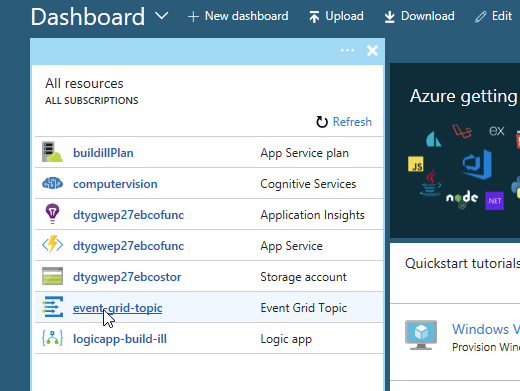 Dashboard
+ New dashboard
Upload
Download
Edit
All resources
ALL SUBSCRIPTIONS
Refresh
buildillPlan App Service plan
computervision Cognitive Services
dtygwep27ebcofunc Application Insights
dtygwep27ebcofunc App Service
dtygwep27ebcostor Storage account
event-grid-topic Event Grid Topic
logicapp-build-ill Logic app
Azure getting
ex
JS
node
.NET
Quickstart tutorials
Windows V
Provision Win